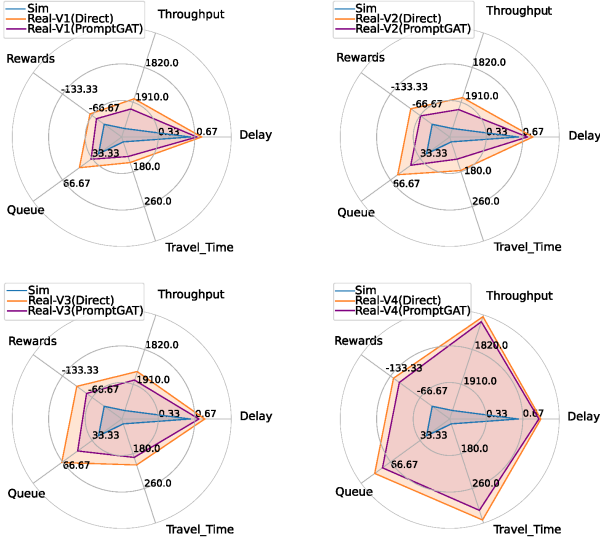 Sim
Real-V1(Direct)
Real-V1(PromptGAT)
Throughput
Rewards
1820.0
-133.33
1910.0
-66.67
0.33
0.67
Delay
33.33
180.0
66.67
Queue
260.0
Travel_Time
Sim
Real-V2(Direct)
Real-V2(PromptGAT)
Throughput
Rewards
1820.0
-133.33
1910.0
-66.67
0.33
0.67
Delay
33.33
180.0
66.67
Queue
260.0
Travel_Time
Sim
Real-V3(Direct)
Real-V3(PromptGAT)
Throughput
Rewards
1820.0
-133.33
1910.0
-66.67
0.33
0.67
Delay
33.33
180.0
66.67
Queue
260.0
Travel_Time
Sim
Real-V4(Direct)
Real-V4(PromptGAT)
Throughput
Rewards
1820.0
-133.33
1910.0
-66.67
0.33
0.67
Delay
33.33
180.0
66.67
Queue
260.0
Travel_Time